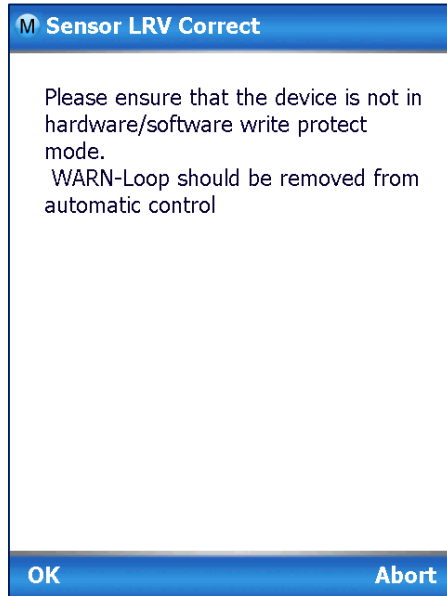 M Sensor LRV Correct
Please ensure that the device is not in
hardware/software write protect
mode.
WARN-Loop should be removed from
automatic control
OK
Abort